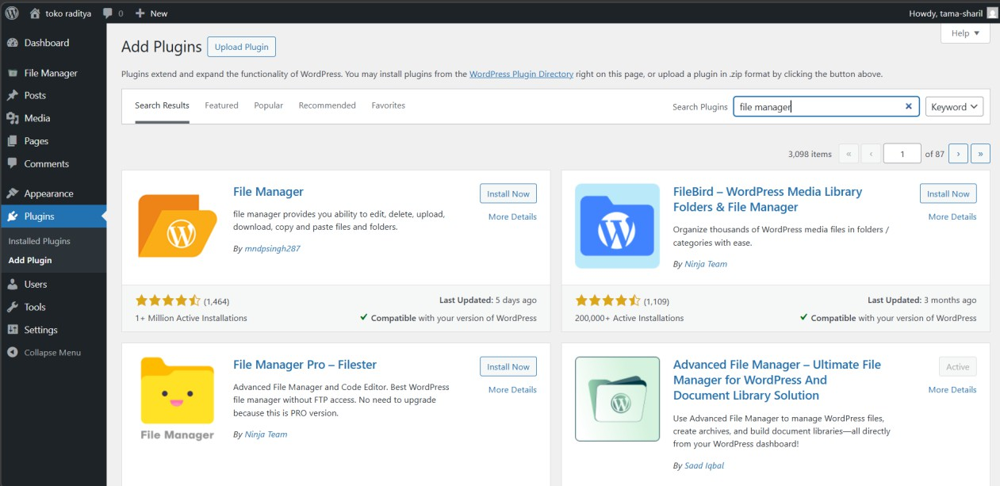 toko raditya
0
New
Howdy, tama-sharil
Dashboard
File Manager
Posts
Media
Pages
Comments
Appearance
Plugins
Installed Plugins
Add Plugin
Users
Tools
Settings
Collapse Menu
Help
Add Plugins
Upload Plugin
Plugins extend and expand the functionality of WordPress. You may install plugins from the WordPress Plugin Directory right on this page, or upload a plugin in .zip format by clicking the button above.
Search Results Featured Popular Recommended Favorites
Search Plugins file manager Keyword
3,098 items « ‹ 1 of 87 › »
File Manager
Install Now
More Details
file manager provides you ability to edit, delete, upload,
download, copy and paste files and folders.
By mndpsingh287
(1,464)
Last Updated: 5 days ago
1+ Million Active Installations
Compatible with your version of WordPress
FileBird – WordPress Media Library
Folders & File Manager
Install Now
More Details
Organize thousands of WordPress media files in folders /
categories with ease.
By Ninja Team
(1,109)
Last Updated: 3 months ago
200,000+ Active Installations
Compatible with your version of WordPress
File Manager
File Manager Pro – Filester
Install Now
More Details
Advanced File Manager and Code Editor. Best WordPress
file manager without FTP access. No need to upgrade
because this is PRO version.
By Ninja Team
Advanced File Manager – Ultimate File
Manager for WordPress And
Document Library Solution
Active
More Details
Use Advanced File Manager to manage WordPress files,
create archives, and build document libraries—all directly
from your WordPress dashboard!
By Saad Iqbal